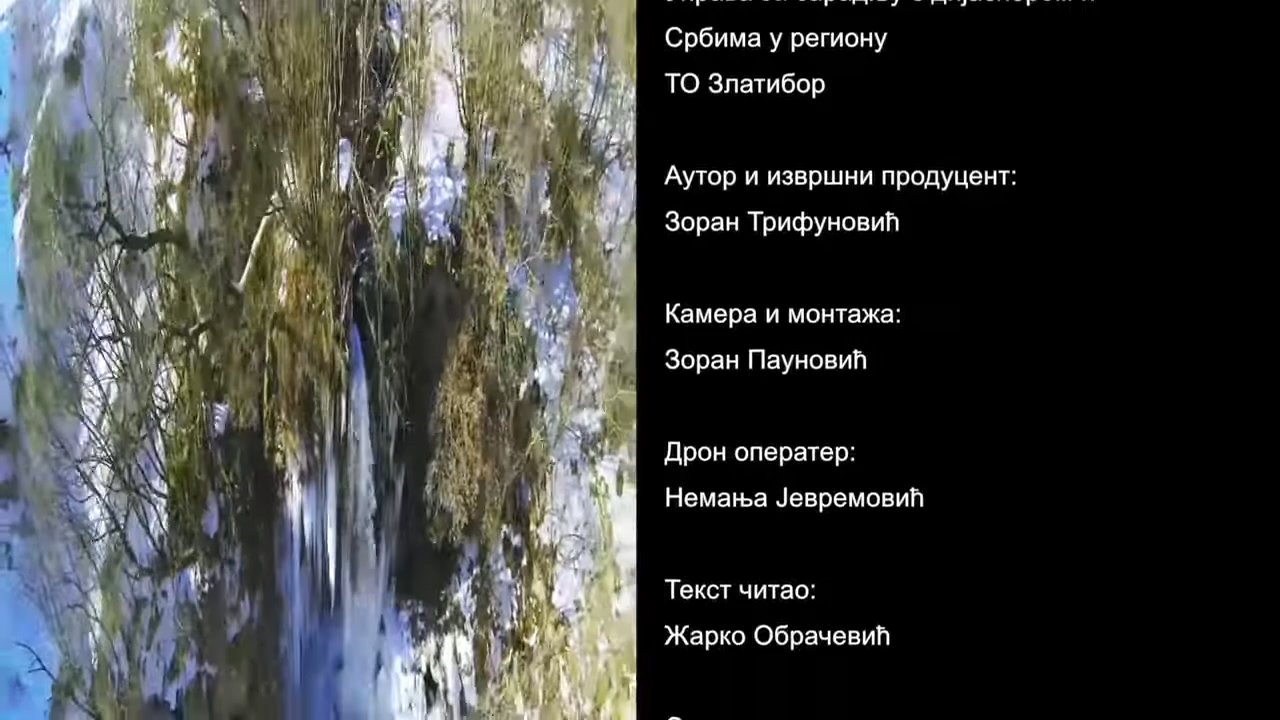 Србима у региону
ТО Златибор
Аутор и извршни продуцент:
Зоран Трифуновић
Камера и монтажа:
Зоран Пауновић
Дрон оператер:
Немања Јевремовић
Текст читао:
Жарко Обрачевић